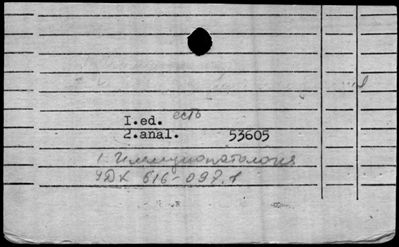 I.ed. есть
2.anal. 53605
1. Иммунопатология
УДК 616-097.1